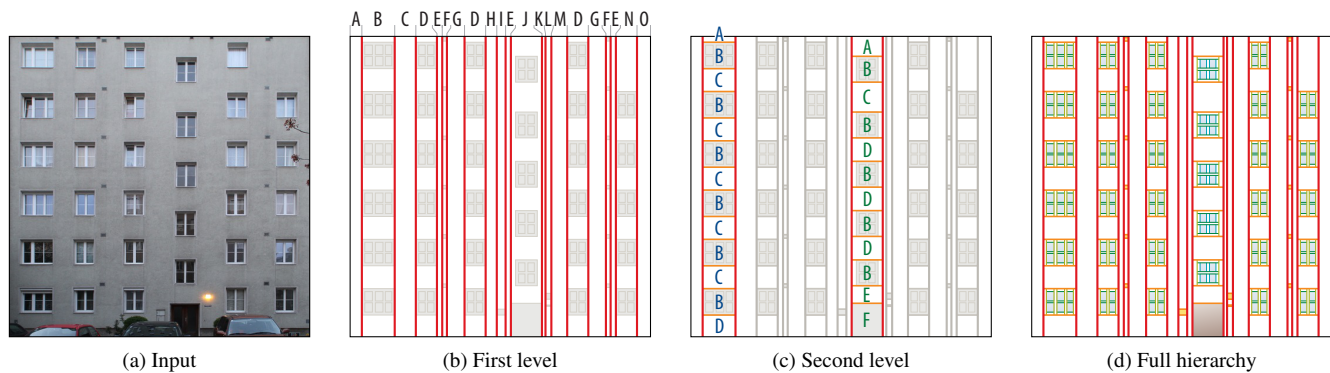 A B C D E F G D H I E J K L M D G F E N O
A
B
C
B
C
B
C
B
C
B
C
B
D
A
B
C
B
D
B
D
B
D
B
E
F
(a) Input
(b) First level
(c) Second level
(d) Full hierarchy